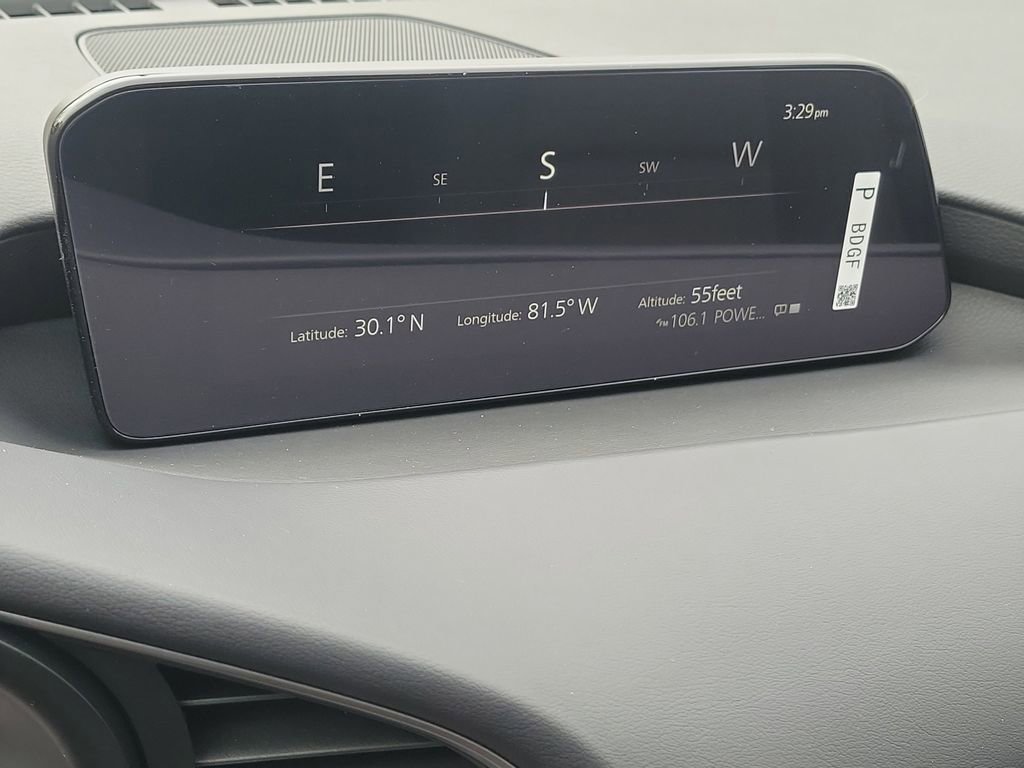 3:29pm
E SE S SW W
Latitude: 30.1° N Longitude: 81.5° W Altitude: 55feet
FM 106.1 POWE...
P BDGF